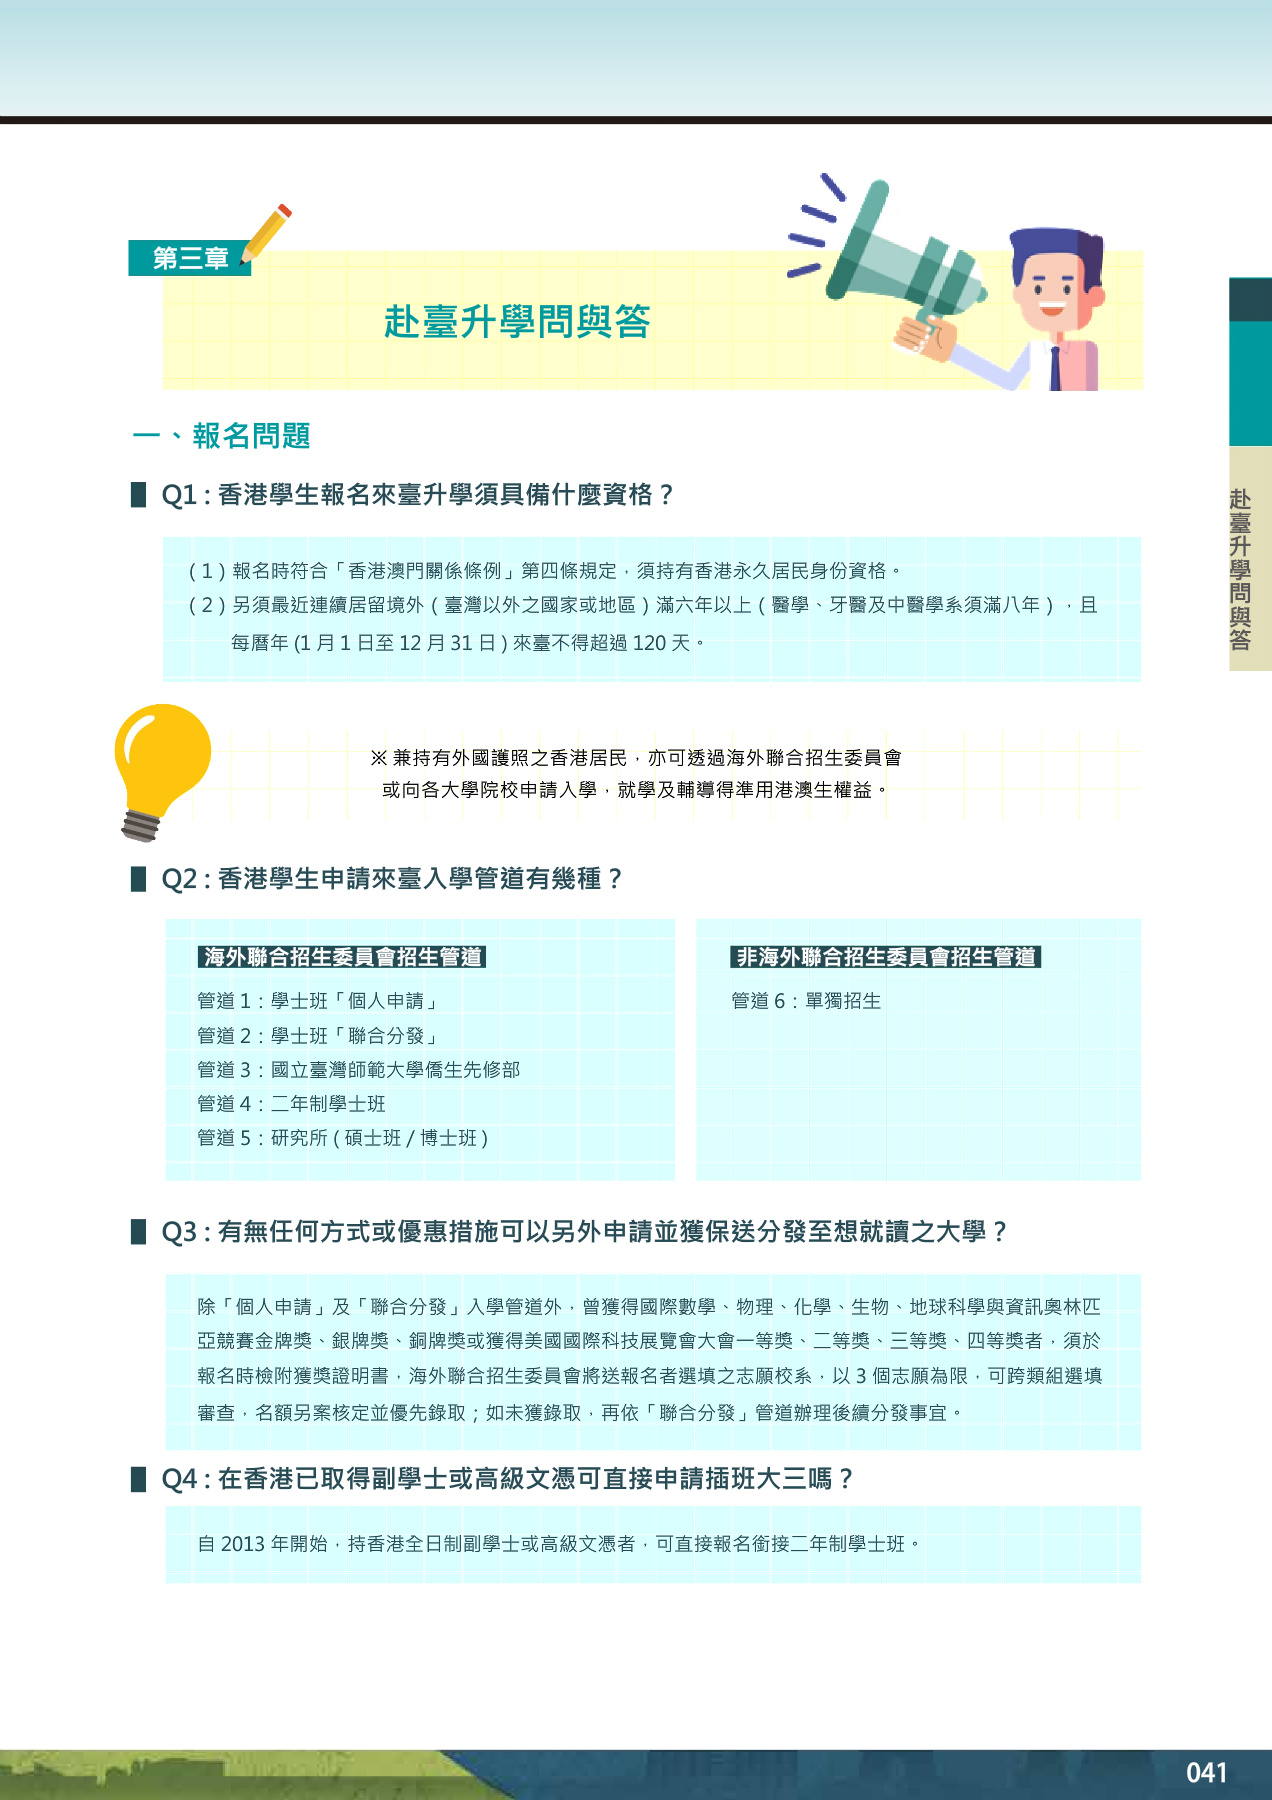 第三章
赴臺升學問與答
一、報名問題
Q1 : 香港學生報名來臺升學須具備什麼資格？
( 1 ) 報名時符合「香港澳門關係條例」第四條規定，須持有香港永久居民身份資格。
( 2 ) 另須最近連續居留境外 ( 臺灣以外之國家或地區 ) 滿六年以上 ( 醫學、牙醫及中醫學系須滿八年 ) ，且
每曆年 (1 月 1 日至 12 月 31 日 ) 來臺不得超過 120 天。
※ 兼持有外國護照之香港居民，亦可透過海外聯合招生委員會
或向各大學院校申請入學，就學及輔導得準用港澳生權益。
Q2 : 香港學生申請來臺入學管道有幾種？
海外聯合招生委員會招生管道
管道 1：學士班「個人申請」
管道 2：學士班「聯合分發」
管道 3：國立臺灣師範大學僑生先修部
管道 4：二年制學士班
管道 5：研究所 ( 碩士班 / 博士班 )
非海外聯合招生委員會招生管道
管道 6：單獨招生
Q3 : 有無任何方式或優惠措施可以另外申請並獲保送分發至想就讀之大學？
除「個人申請」及「聯合分發」入學管道外，曾獲得國際數學、物理、化學、生物、地球科學與資訊奧林匹
亞競賽金牌獎、銀牌獎、銅牌獎或獲得美國國際科技展覽會大會一等獎、二等獎、三等獎、四等獎者，須於
報名時檢附獲獎證明書，海外聯合招生委員會將送報名者選填之志願校系，以 3 個志願為限，可跨類組選填
審查，名額另案核定並優先錄取；如未獲錄取，再依「聯合分發」管道辦理後續分發事宜。
Q4 : 在香港已取得副學士或高級文憑可直接申請插班大三嗎？
自 2013 年開始，持香港全日制副學士或高級文憑者，可直接報名銜接二年制學士班。
赴臺升學問與答
041